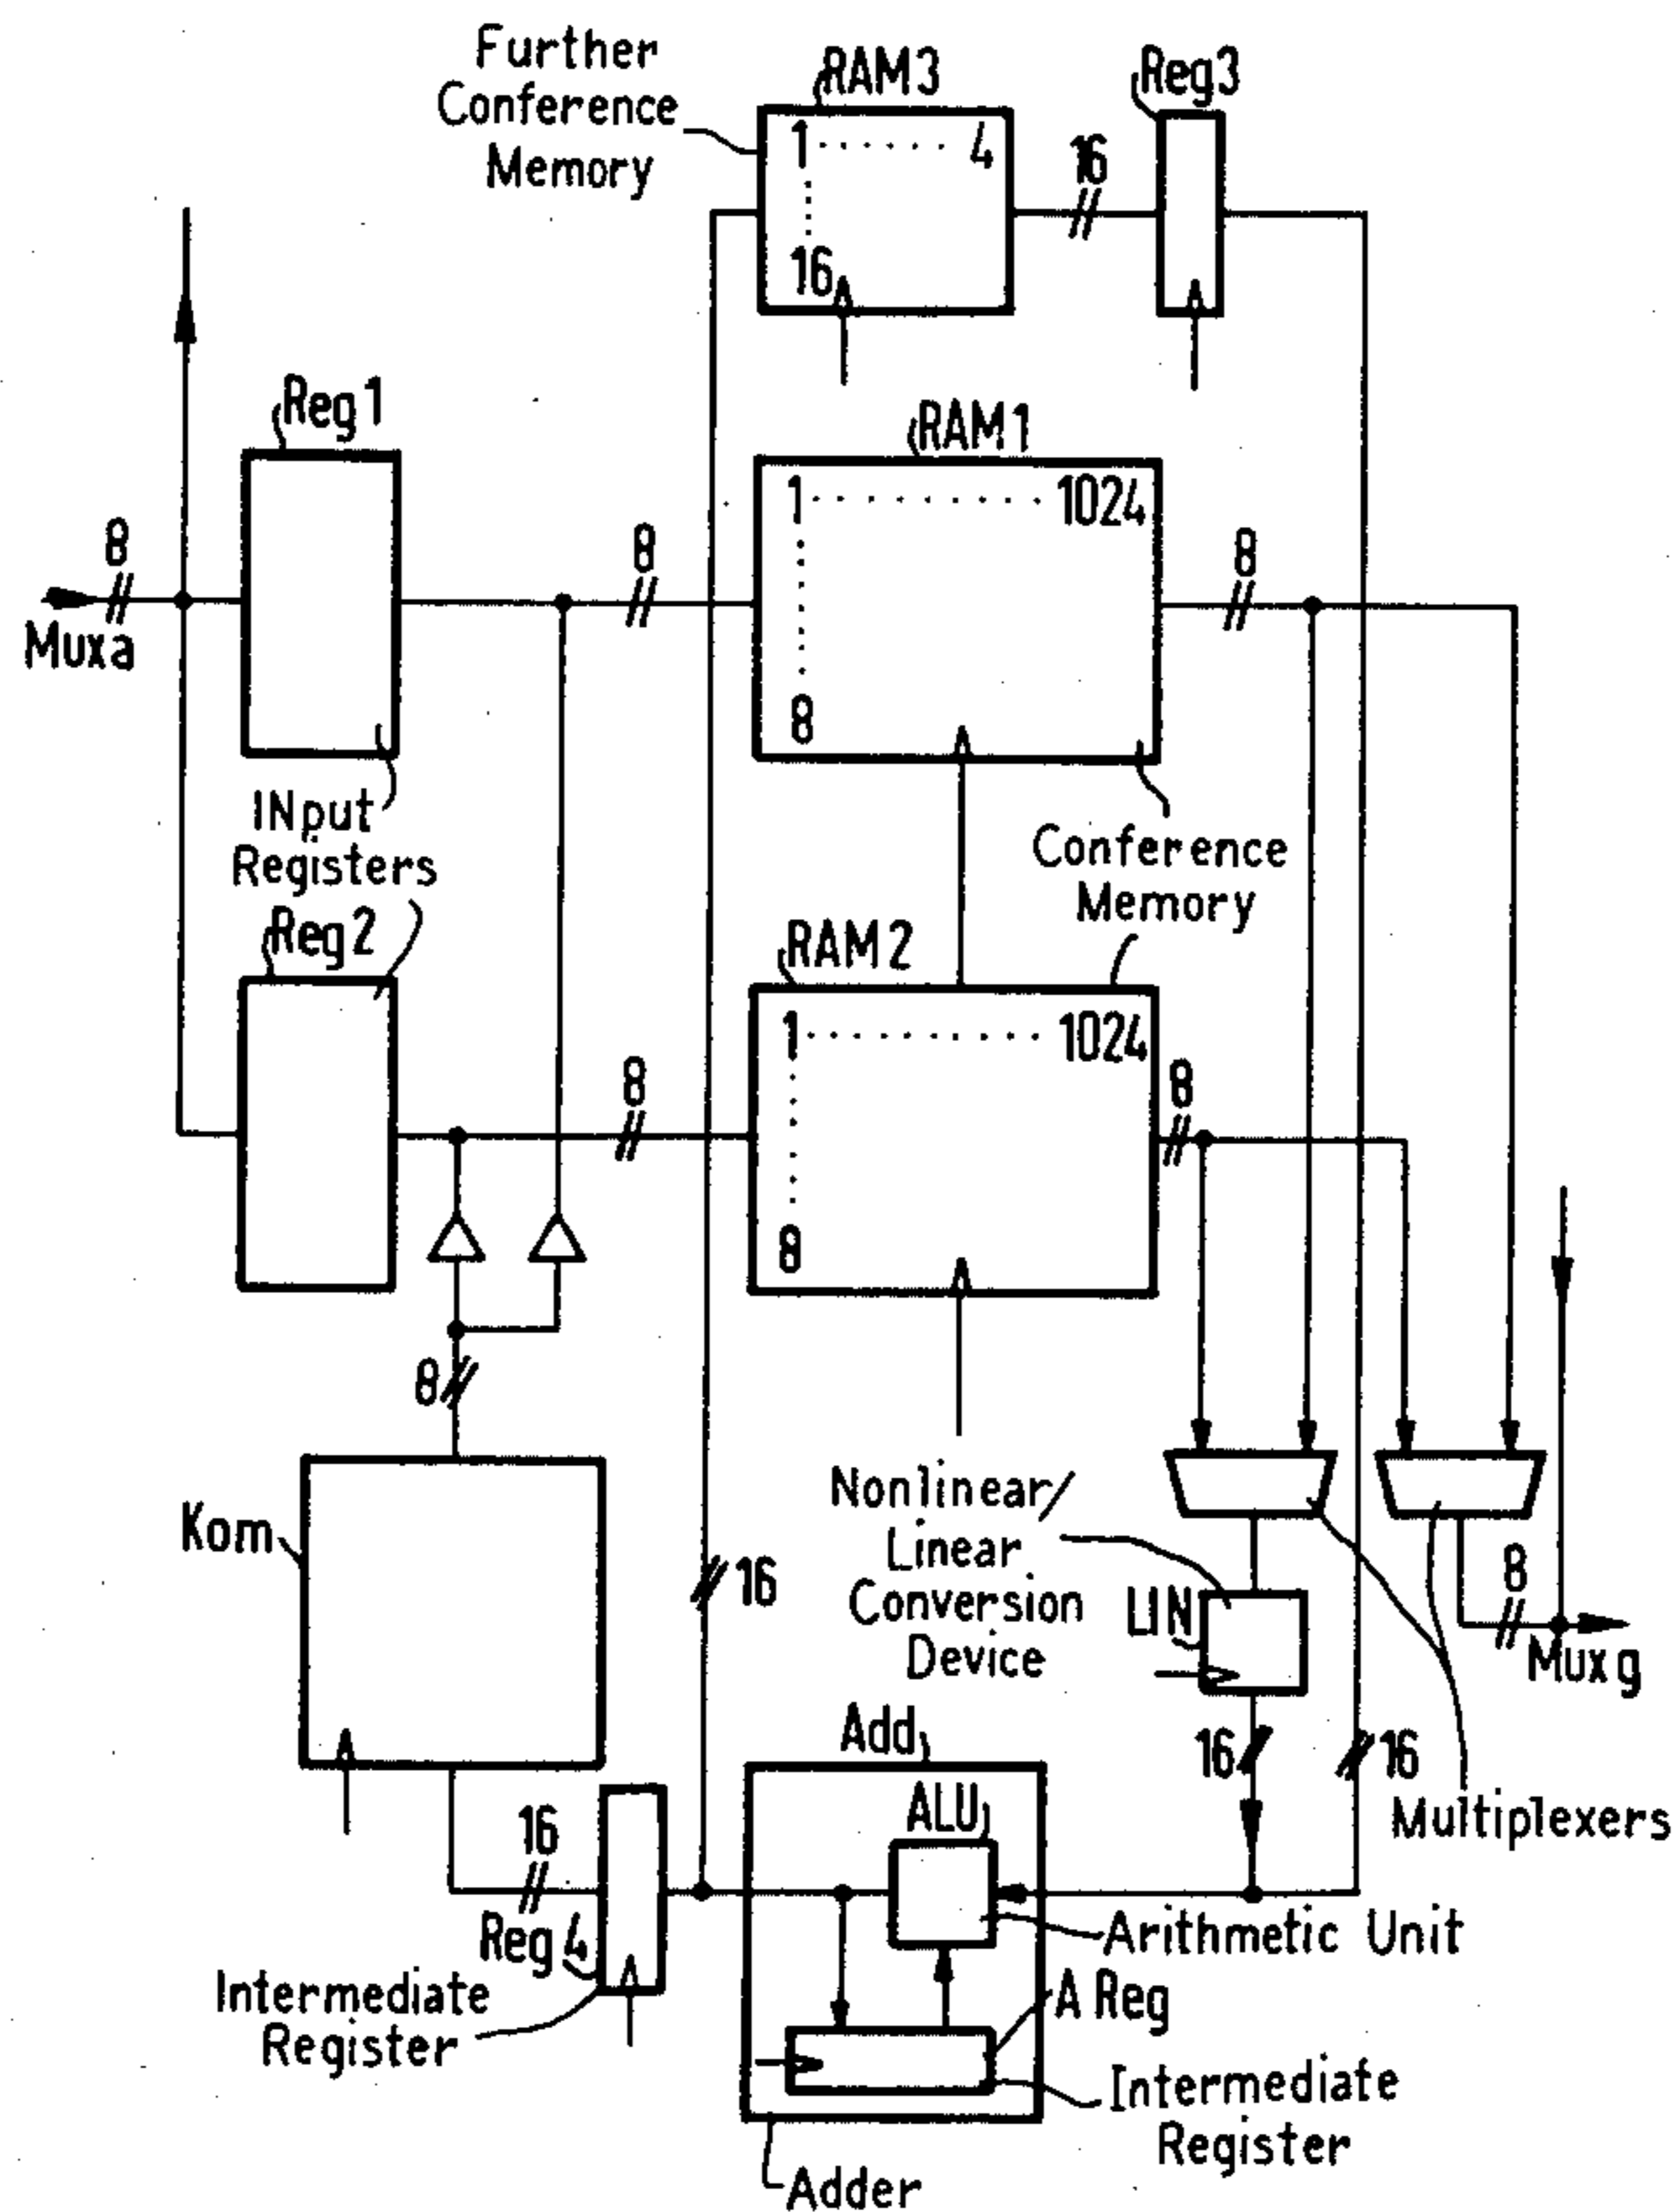 Further
Conference
Memory
RAM3
1 ...... 4
16
Reg3
16
Reg1
RAM1
1 ......... 1024
8
8
Muxa
8
8
INput
Registers
Conference
Memory
Reg2
RAM2
1 ......... 1024
8
8
8
8
Kom
16
Nonlinear/
Linear
Conversion
Device
LIN
8
Muxg
Add
16
16
ALU
Multiplexers
16
Reg4
Arithmetic Unit
Intermediate
Register
A Reg
Intermediate
Register
Adder